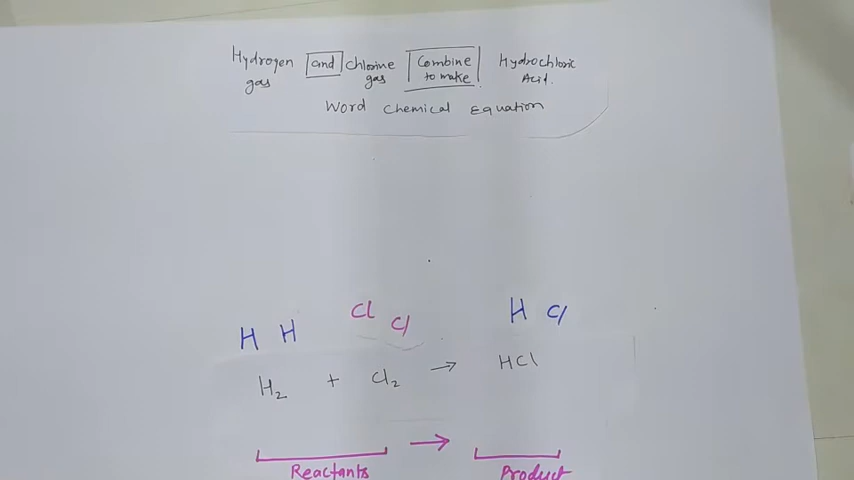 Hydrogen and chlorine Combine Hydrochloric
gas gas to make Acid.
Word Chemical Equation
H H Cl Cl H Cl
H₂ + Cl₂ → HCl
→
Reactants Product